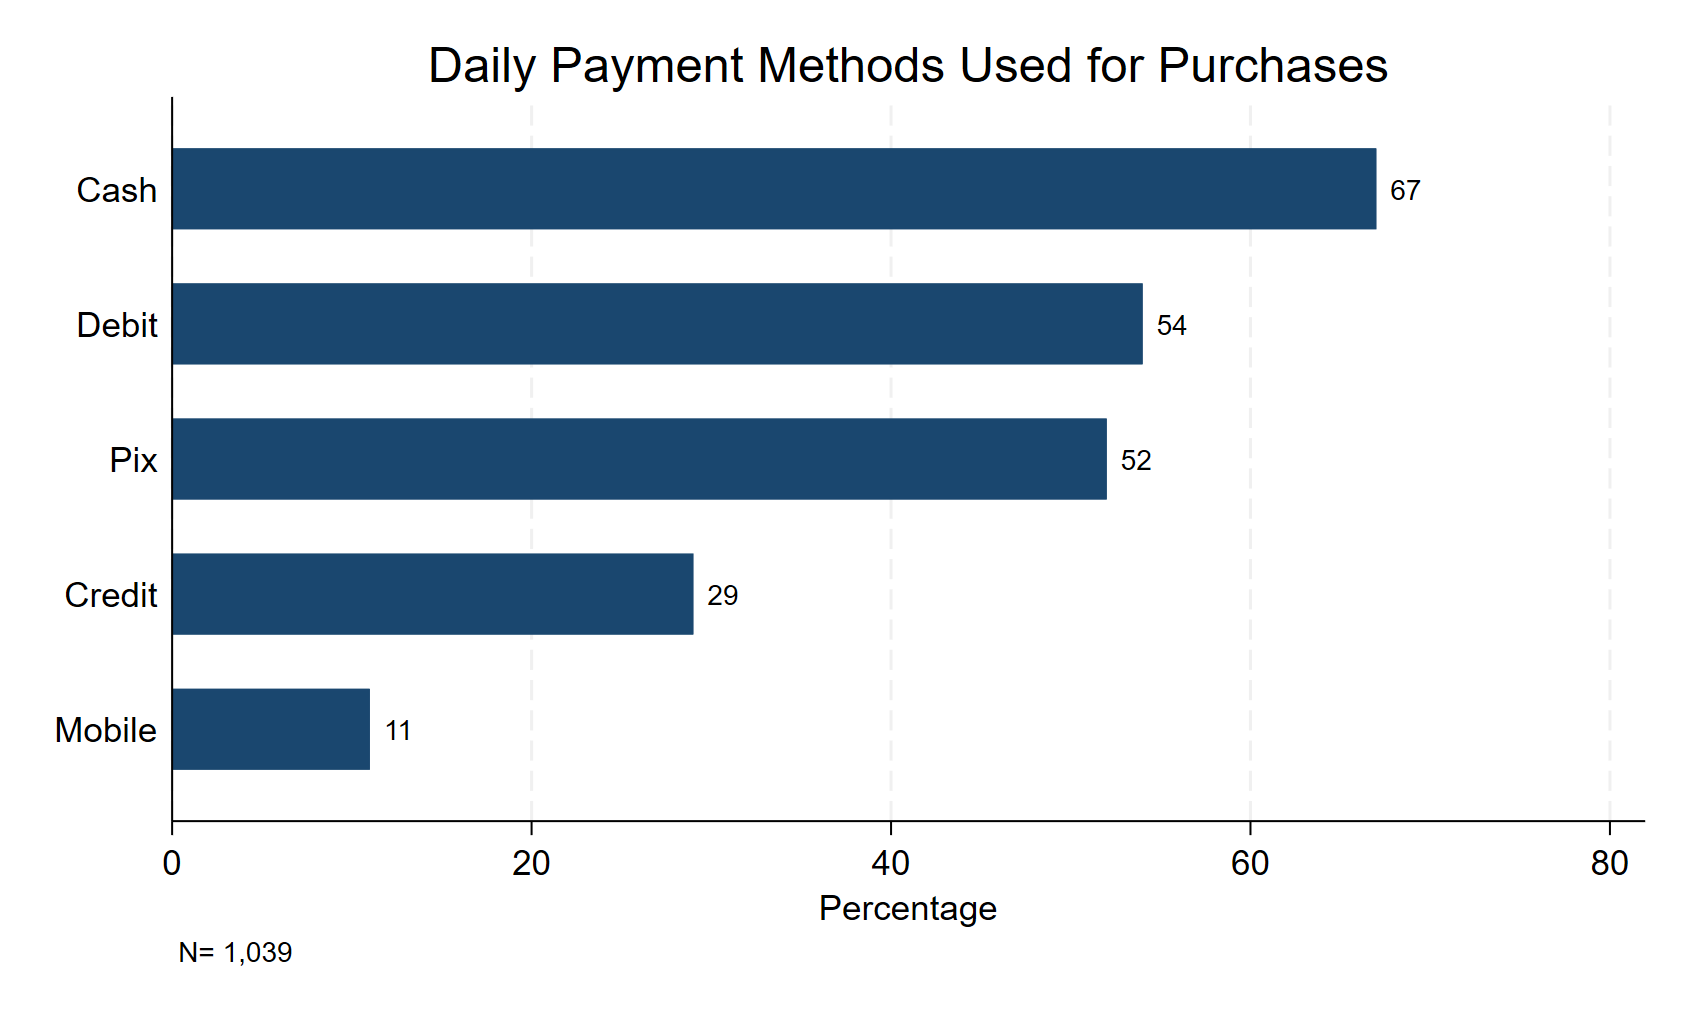 Daily Payment Methods Used for Purchases
Cash 67
Debit 54
Pix 52
Credit 29
Mobile 11
0 20 40 60 80
Percentage
N= 1,039